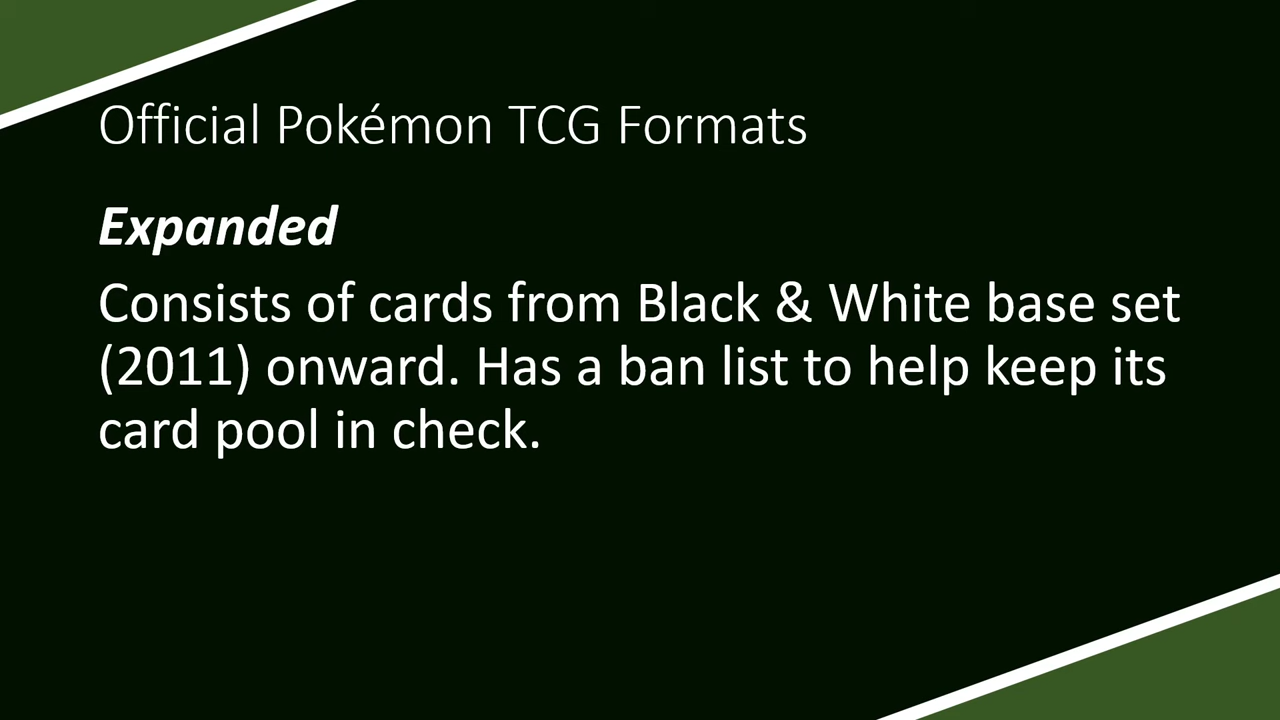 Official Pokémon TCG Formats
Expanded
Consists of cards from Black & White base set
(2011) onward. Has a ban list to help keep its
card pool in check.